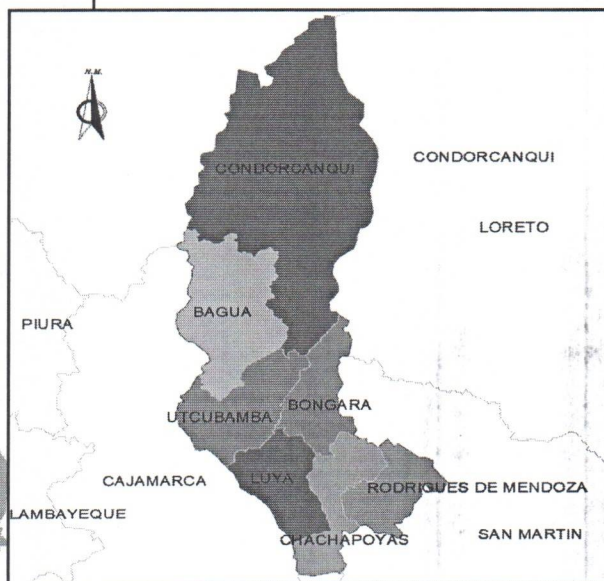 N.M.
CONDORCANQUI
CONDORCANQUI
LORETO
BAGUA
PIURA
UTCUBAMBA
BONGARA
CAJAMARCA
LUYA
RODRIGUES DE MENDOZA
LAMBAYEQUE
CHACHAPOYAS
SAN MARTIN